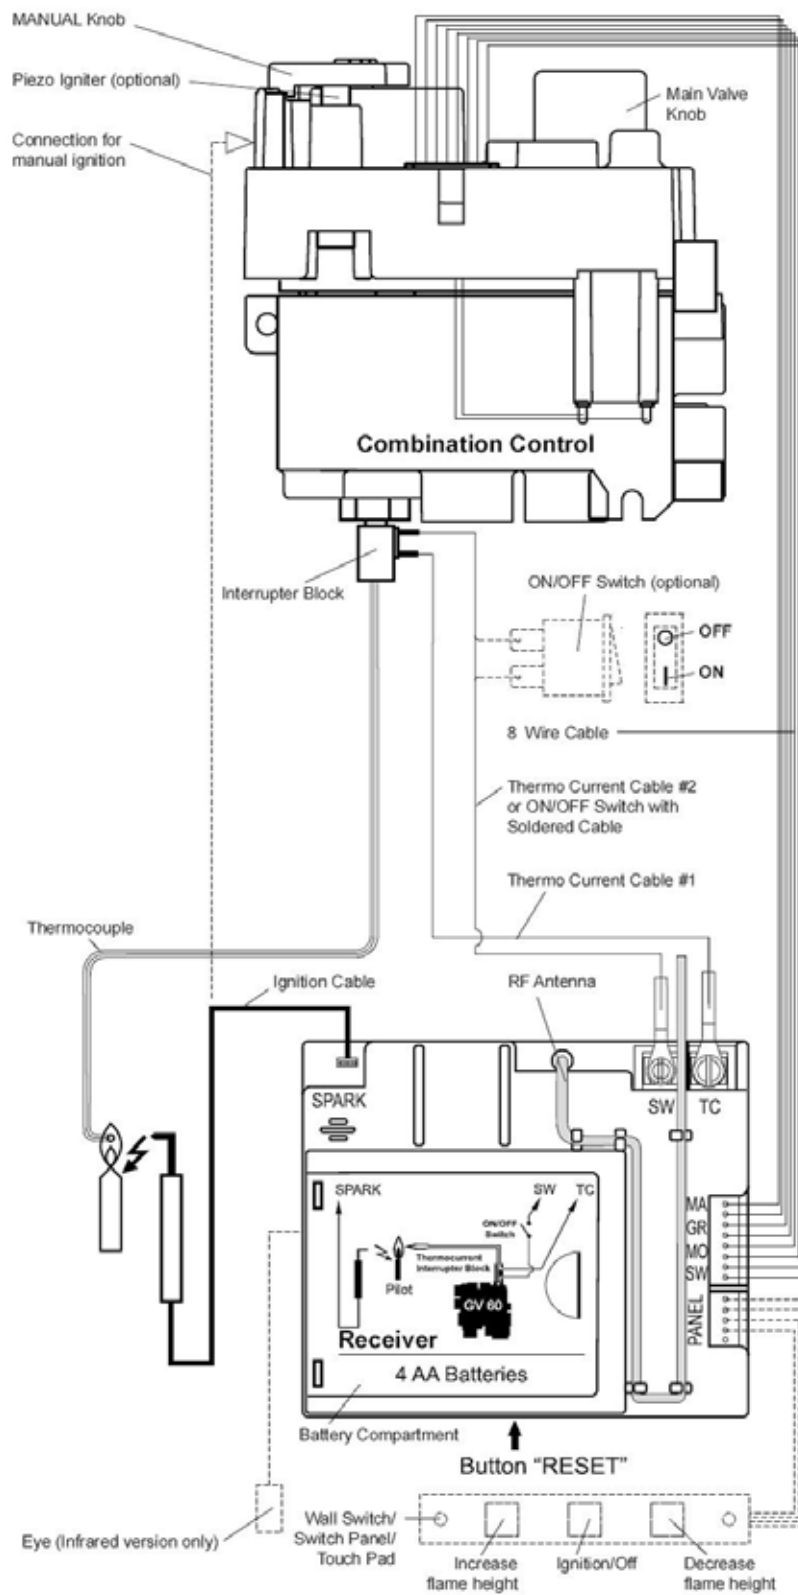 MANUAL Knob
Piezo Igniter (optional)
Main Valve
Knob
Connection for
manual ignition
Combination Control
Interrupter Block
ON/OFF Switch (optional)
OFF
ON
8 Wire Cable
Thermo Current Cable #2
or ON/OFF Switch with
Soldered Cable
Thermo Current Cable #1
Thermocouple
Ignition Cable
RF Antenna
SPARK
SW
TC
SPARK
SW
TC
ON/OFF
Switch
Thermocurrent
Interrupter Block
Pilot
GV 60
MA
GR
MO
SW
PANEL
Receiver
4 AA Batteries
Battery Compartment
Button "RESET"
Eye (Infrared version only)
Wall Switch/
Switch Panel/
Touch Pad
Increase
flame height
Ignition/Off
Decrease
flame height